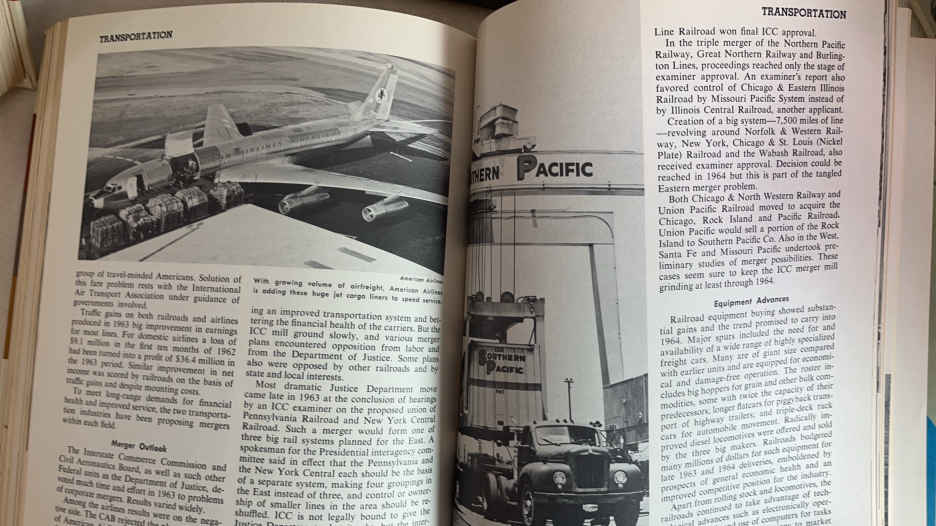 TRANSPORTATION
American Airlines
With growing volume of airfreight, American Airlines
is adding these huge jet cargo liners to speed service.
group of travel-minded Americans. Solution of
this fare problem rests with the International
Air Transport Association under guidance of
governments involved.
Traffic gains on both railroads and airlines
produced in 1963 big improvement in earnings
for most lines. For domestic airlines a loss of
$9.1 million in the first ten months of 1962
had been turned into a profit of $36.4 million in
the 1963 period. Similar improvement in net
income was scored by railroads on the basis of
traffic gains and despite mounting costs.
To meet long-range demands for financial
health and improved service, the two transporta-
tion industries have been proposing mergers
within each field.
Merger Outlook
The Interstate Commerce Commission and
Civil Aeronautics Board, as well as such other
Federal units as the Department of Justice, de-
voted much time and effort in 1963 to problems
of corporate mergers. Results varied widely.
Among the airlines results were on the nega-
tive side. The CAB rejected the
of American
ing an improved transportation system and bet-
tering the financial health of the carriers. But the
ICC mill ground slowly, and various merger
plans encountered opposition from labor and
from the Department of Justice. Some plans
also were opposed by other railroads and by
state and local interests.
Most dramatic Justice Department move
came late in 1963 at the conclusion of hearings
by an ICC examiner on the proposed union of
Pennsylvania Railroad and New York Central
Railroad. Such a merger would form one of
three big rail systems planned for the East. A
spokesman for the Presidential interagency com-
mittee said in effect that the Pennsylvania and
the New York Central each should be the basis
of a separate system, making four groupings in
the East instead of three, and control or owner-
ship of smaller lines in the area should be re-
shuffled. ICC is not legally bound to give the
Justice but the inter-
THERN PACIFIC
SOUTHERN
PACIFIC
TRANSPORTATION
Line Railroad won final ICC approval.
In the triple merger of the Northern Pacific
Railway, Great Northern Railway and Burling-
ton Lines, proceedings reached only the stage of
examiner approval. An examiner's report also
favored control of Chicago & Eastern Illinois
Railroad by Missouri Pacific System instead of
by Illinois Central Railroad, another applicant.
Creation of a big system—7,500 miles of line
—revolving around Norfolk & Western Rail-
way, New York, Chicago & St. Louis (Nickel
Plate) Railroad and the Wabash Railroad, also
received examiner approval. Decision could be
reached in 1964 but this is part of the tangled
Eastern merger problem.
Both Chicago & North Western Railway and
Union Pacific Railroad moved to acquire the
Chicago, Rock Island and Pacific Railroad.
Union Pacific would sell a portion of the Rock
Island to Southern Pacific Co. Also in the West,
Santa Fe and Missouri Pacific undertook pre-
liminary studies of merger possibilities. These
cases seem sure to keep the ICC merger mill
grinding at least through 1964.
Equipment Advances
Railroad equipment buying showed substan-
tial gains and the trend promised to carry into
1964. Major spurs included the need for and
availability of a wide range of highly specialized
freight cars. Many are of giant size compared
with earlier units and are equipped for economi-
cal and damage-free operation. The roster in-
cludes big hoppers for grain and other bulk com-
modities, some with twice the capacity of their
predecessors; longer flatcars for piggyback trans-
port of highway trailers; and triple-deck rack
cars for automobile movement. Radically im-
proved diesel locomotives were offered and sold
by the three big makers. Railroads budgeted
many millions of dollars for such equipment for
late 1963 and 1964 deliveries, emboldened by
prospects of general economic health and an
improved competitive position for the industry.
Apart from rolling stock and locomotives, the
railroads continued to take advantage of tech-
advances such as electronically oper-
use of computers for tasks
market